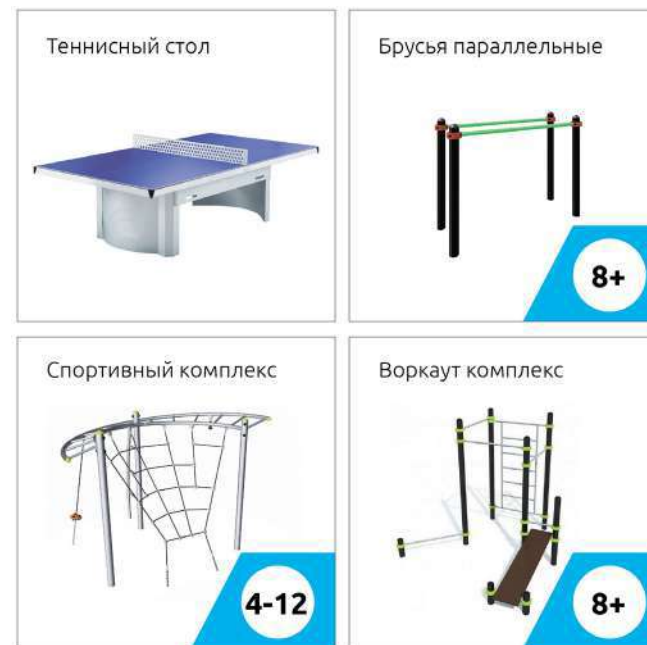 Теннисный стол
Брусья параллельные
8+
Спортивный комплекс
4-12
Воркаут комплекс
8+